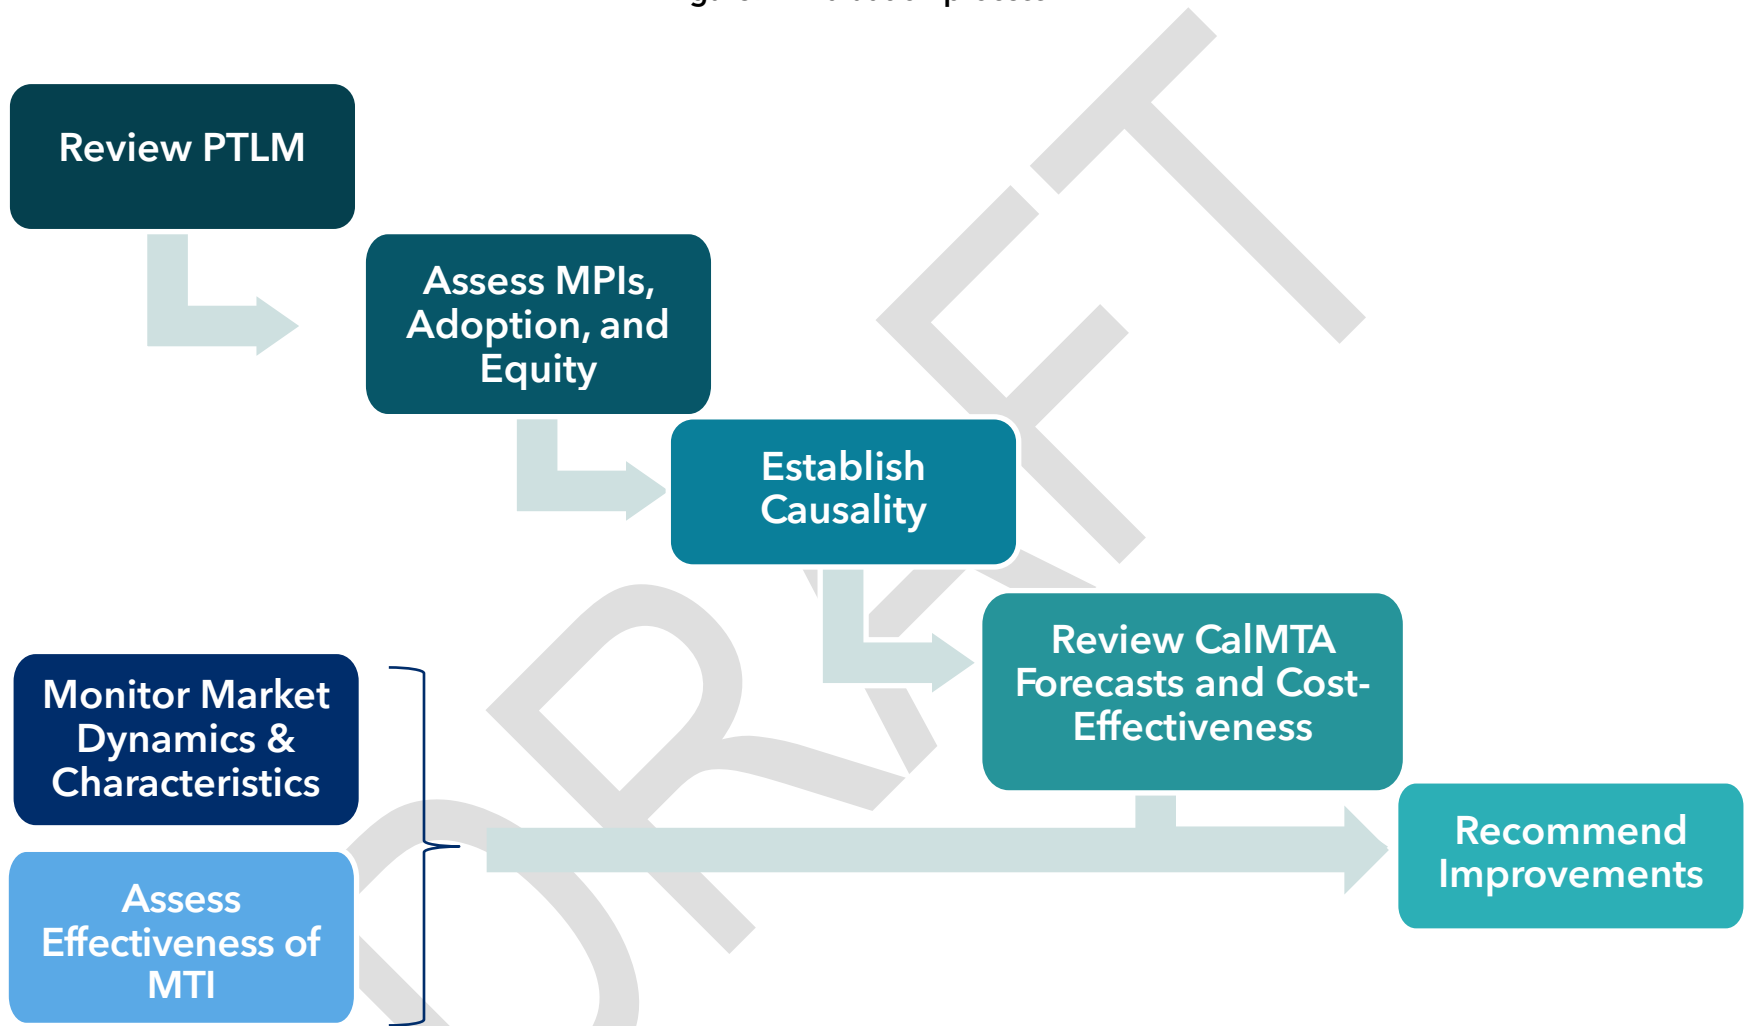 Review PTLM
Assess MPIs,
Adoption, and
Equity
Establish
Causality
Review CalMTA
Forecasts and Cost-
Effectiveness
Monitor Market
Dynamics &
Characteristics
Assess
Effectiveness of
MTI
Recommend
Improvements
DRAFT